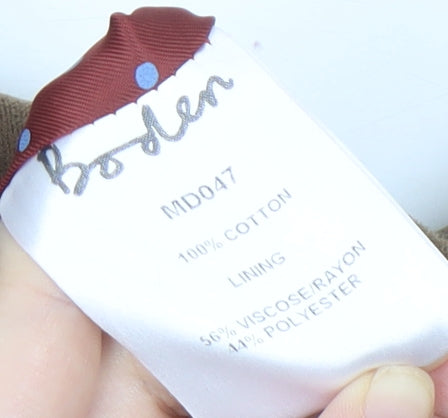 Boden
MD047
100% COTTON
LINING
56% VISCOSE/RAYON
44% POLYESTER